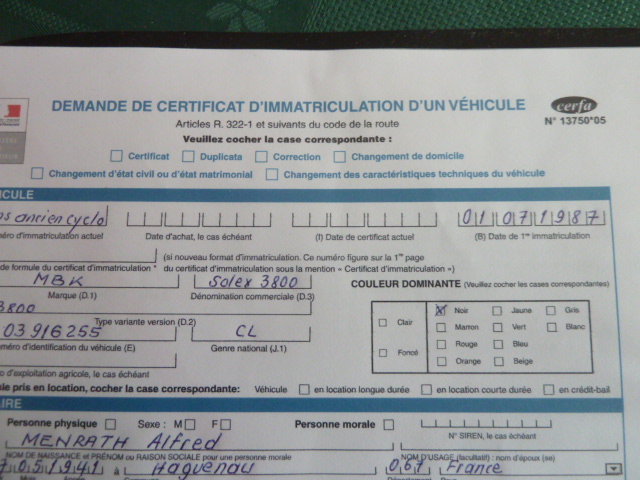 DEMANDE DE CERTIFICAT D'IMMATRICULATION D'UN VÉHICULE
cerfa
N° 13750*05
Articles R. 322-1 et suivants du code de la route
Veuillez cocher la case correspondante :
Certificat Duplicata Correction Changement de domicile
Changement d'état civil ou d'état matrimonial Changement des caractéristiques techniques du véhicule
ICULE
ancien cyclo 01071987
éro d'immatriculation actuel Date d'achat, le cas échéant (I) Date de certificat actuel (B) Date de 1re immatriculation
(si nouveau format d'immatriculation. Ce numéro figure sur la 1re page
de formule du certificat d'immatriculation * du certificat d'immatriculation sous la mention « Certificat d'immatriculation »)
MBK Solex 3800 COULEUR DOMINANTE (Veuillez cocher les cases correspondantes)
Marque (D.1) Dénomination commerciale (D.3)
3800
Type variante version (D.2)
Clair Noir Jaune Gris
Marron Vert Blanc
Foncé Rouge Bleu
Orange Beige
03916255 CL
méro d'identification du véhicule (E) Genre national (J.1)
o d'exploitation agricole, le cas échéant
le pris en location, cocher la case correspondante: Véhicule en location longue durée en location courte durée en crédit-bail
AIRE
Personne physique Sexe : M F Personne morale
N° SIREN, le cas échéant
MENRATH Alfred
NOM DE NAISSANCE et PRÉNOM ou RAISON SOCIALE pour une personne morale NOM D'USAGE (facultatif) : nom d'époux (se)
7051941 à Haguenau 067 France